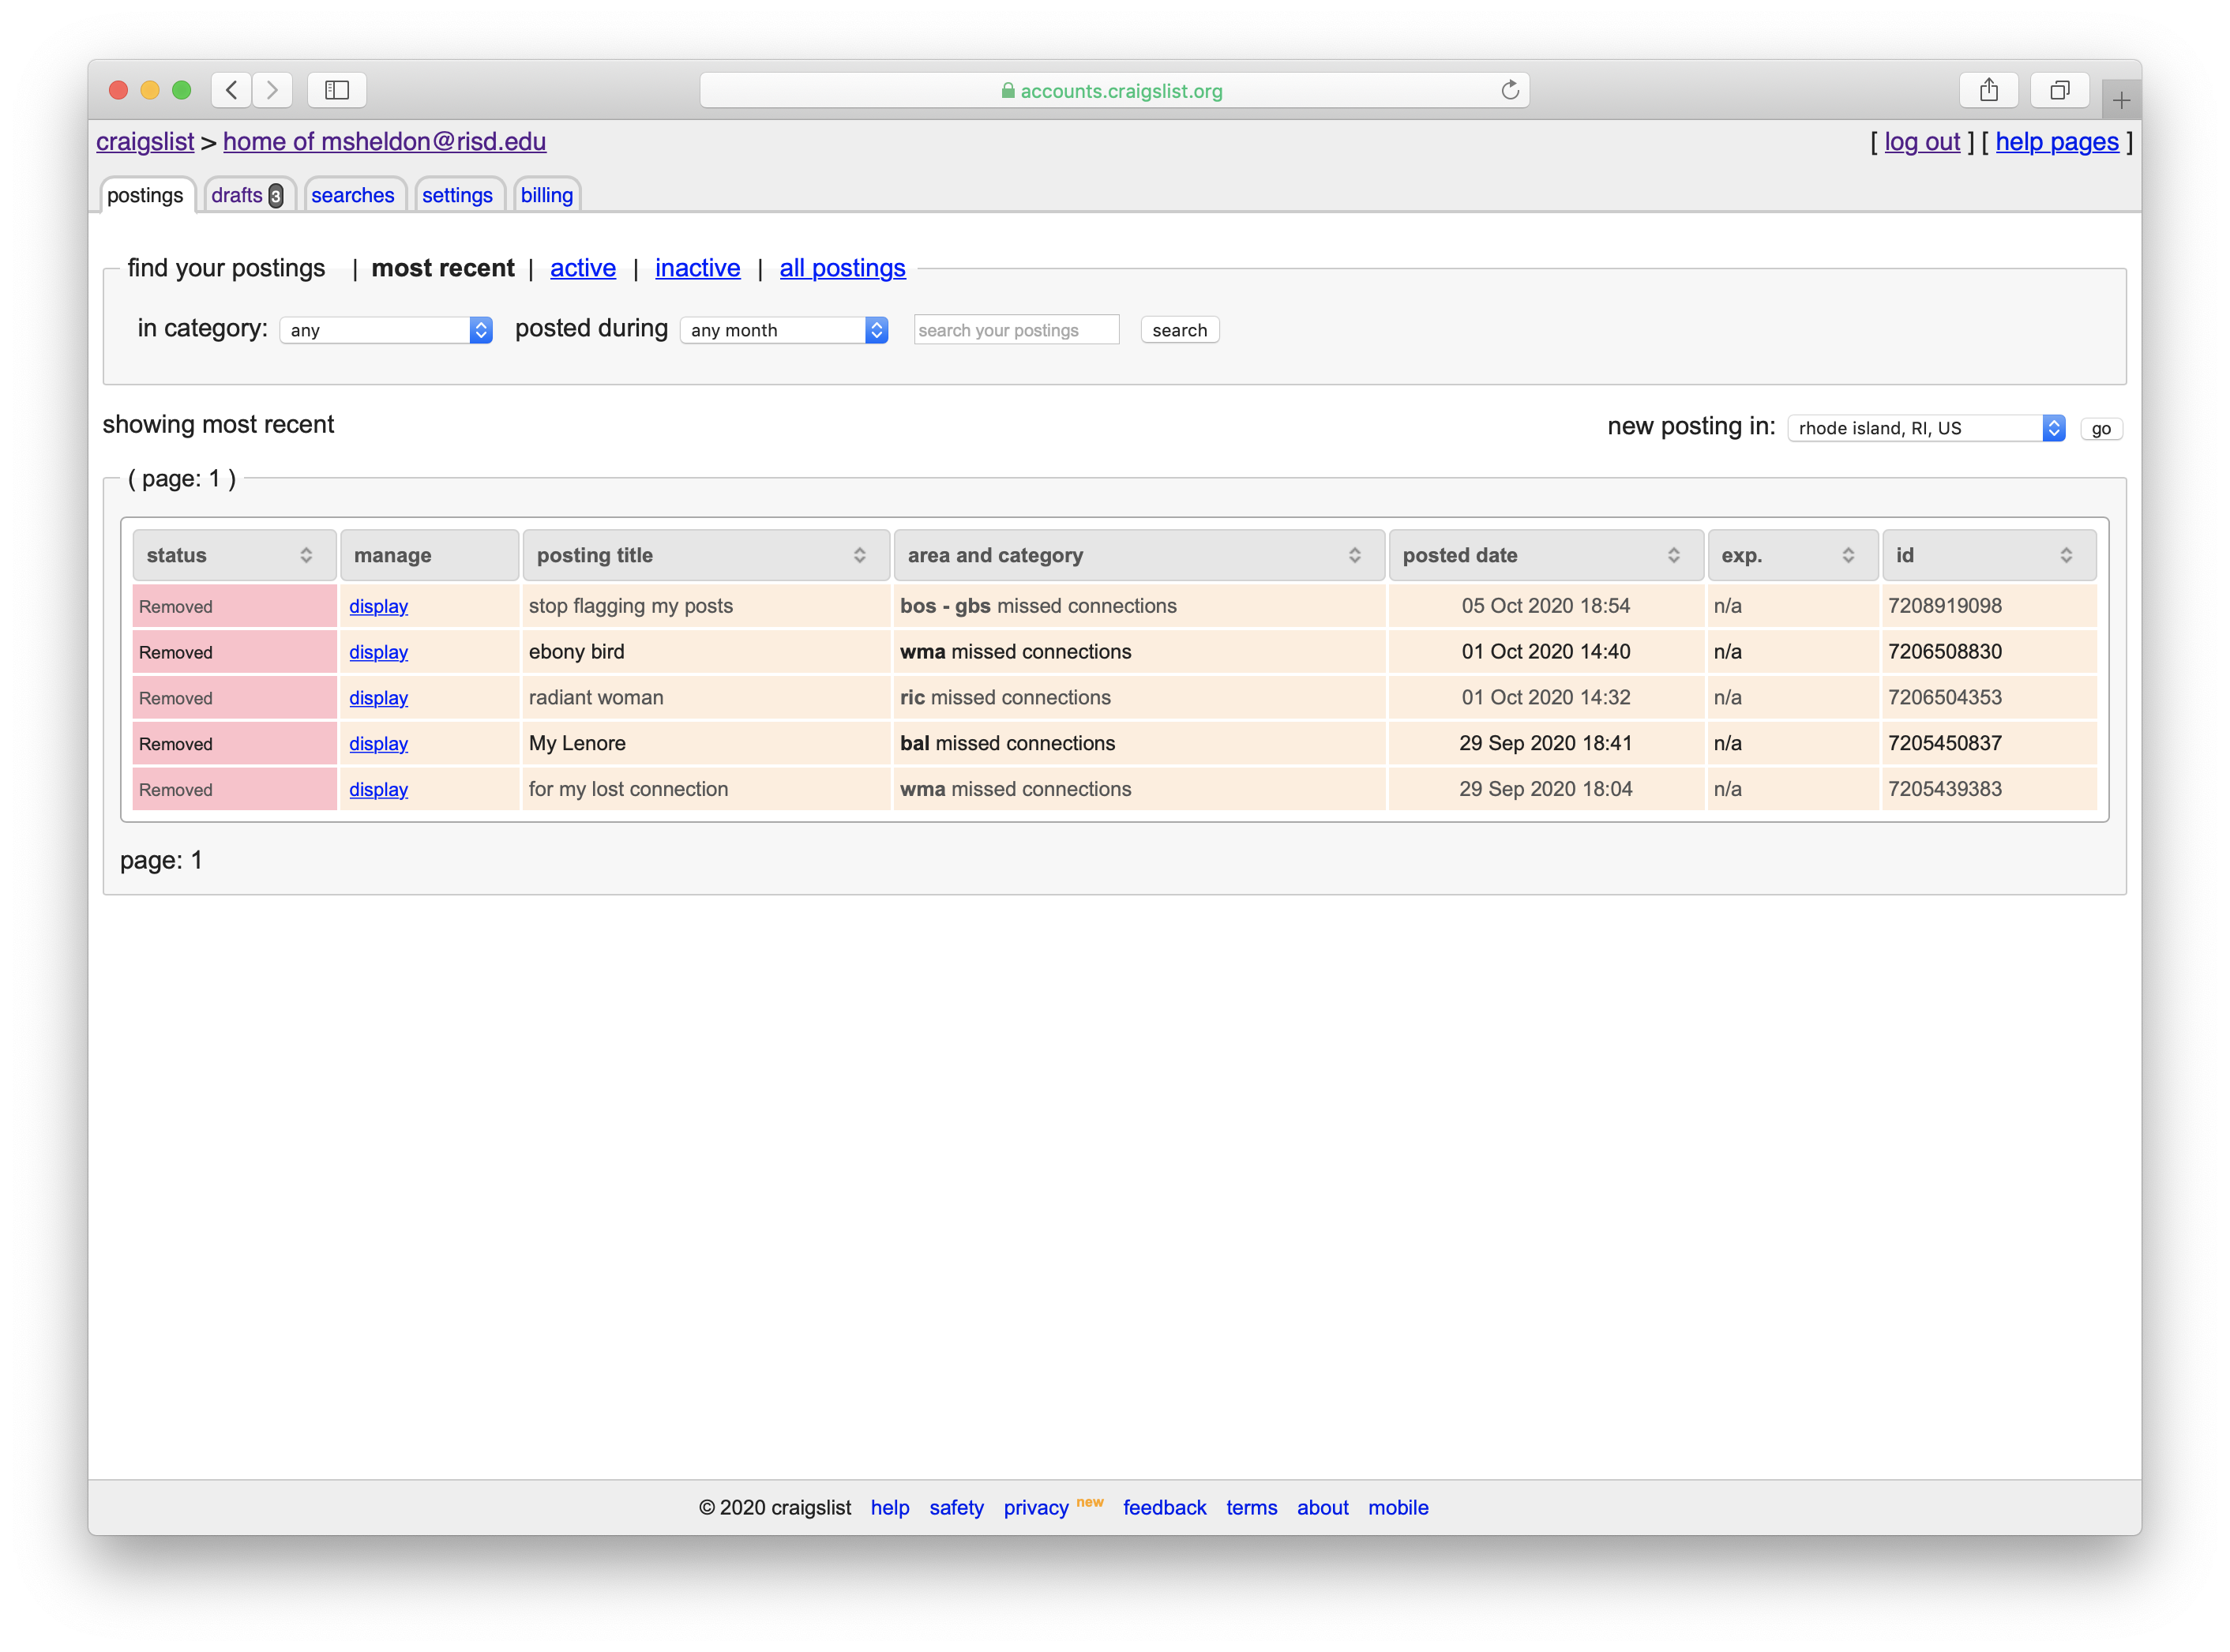 accounts.craigslist.org
craigslist > home of msheldon@risd.edu [ log out ] [ help pages ]
postings drafts 3 searches settings billing
find your postings | most recent | active | inactive | all postings
in category: any posted during any month search your postings search
showing most recent new posting in: rhode island, RI, US go
( page: 1 )
status manage posting title area and category posted date exp. id
Removed display stop flagging my posts bos - gbs missed connections 05 Oct 2020 18:54 n/a 7208919098
Removed display ebony bird wma missed connections 01 Oct 2020 14:40 n/a 7206508830
Removed display radiant woman ric missed connections 01 Oct 2020 14:32 n/a 7206504353
Removed display My Lenore bal missed connections 29 Sep 2020 18:41 n/a 7205450837
Removed display for my lost connection wma missed connections 29 Sep 2020 18:04 n/a 7205439383
page: 1
© 2020 craigslist help safety privacy new feedback terms about mobile